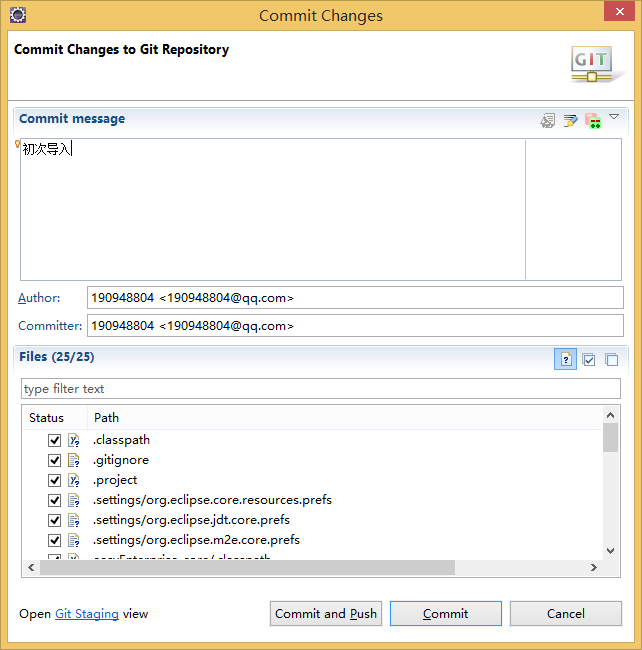 Commit Changes
Commit Changes to Git Repository
GIT
Commit message
初次导入
Author: 190948804 <190948804@qq.com>
Committer: 190948804 <190948804@qq.com>
Files (25/25)
type filter text
Status Path
.classpath
.gitignore
.project
.settings/org.eclipse.core.resources.prefs
.settings/org.eclipse.jdt.core.prefs
.settings/org.eclipse.m2e.core.prefs
Open Git Staging view
Commit and Push
Commit
Cancel